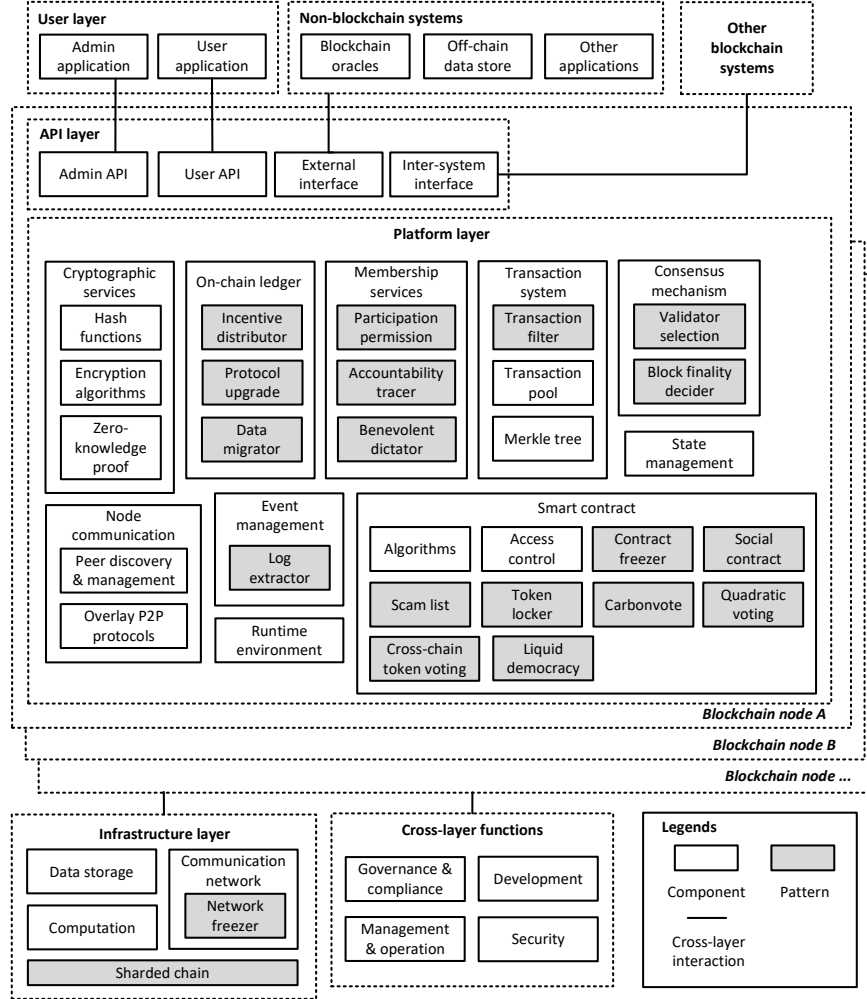 User layer
Admin
application
User
application
Non-blockchain systems
Blockchain
oracles
Off-chain
data store
Other
applications
Other
blockchain
systems
API layer
Admin API
User API
External
interface
Inter-system
interface
Platform layer
Cryptographic
services
Hash
functions
Encryption
algorithms
Zero-
knowledge
proof
On-chain ledger
Incentive
distributor
Protocol
upgrade
Data
migrator
Membership
services
Participation
permission
Accountability
tracer
Benevolent
dictator
Transaction
system
Transaction
filter
Transaction
pool
Merkle tree
Consensus
mechanism
Validator
selection
Block finality
decider
State
management
Node
communication
Peer discovery
& management
Overlay P2P
protocols
Event
management
Log
extractor
Runtime
environment
Smart contract
Algorithms
Access
control
Contract
freezer
Social
contract
Scam list
Token
locker
Carbonvote
Quadratic
voting
Cross-chain
token voting
Liquid
democracy
Blockchain node A
Blockchain node B
Blockchain node ...
Infrastructure layer
Data storage
Computation
Communication
network
Network
freezer
Sharded chain
Cross-layer functions
Governance &
compliance
Development
Management
& operation
Security
Legends
Component
Pattern
Cross-layer
interaction